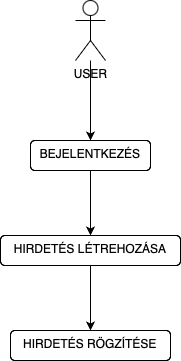 USER
BEJELENTKEZÉS
HIRDETÉS LÉTREHOZÁSA
HIRDETÉS RÖGZÍTÉSE